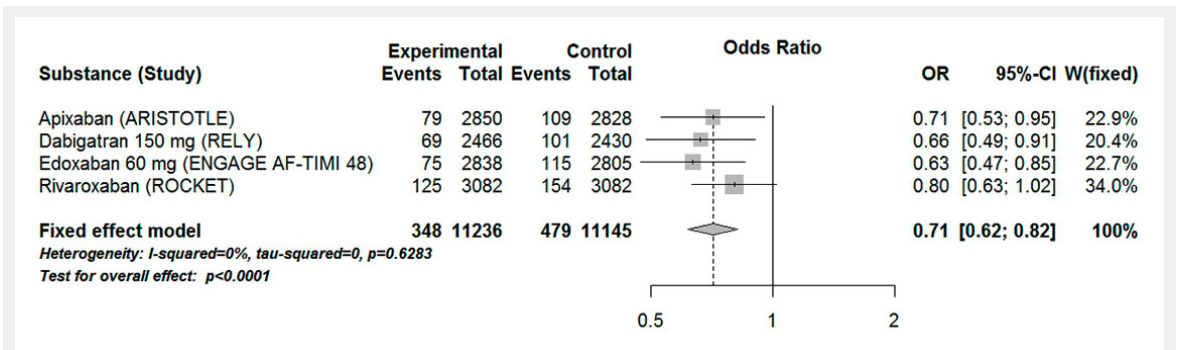 Experimental Control Odds Ratio
Substance (Study) Events Total Events Total OR 95%-CI W(fixed)
Apixaban (ARISTOTLE) 79 2850 109 2828 0.71 [0.53; 0.95] 22.9%
Dabigatran 150 mg (RELY) 69 2466 101 2430 0.66 [0.49; 0.91] 20.4%
Edoxaban 60 mg (ENGAGE AF-TIMI 48) 75 2838 115 2805 0.63 [0.47; 0.85] 22.7%
Rivaroxaban (ROCKET) 125 3082 154 3082 0.80 [0.63; 1.02] 34.0%
Fixed effect model 348 11236 479 11145 0.71 [0.62; 0.82] 100%
Heterogeneity: I-squared=0%, tau-squared=0, p=0.6283
Test for overall effect: p<0.0001
0.5 1 2